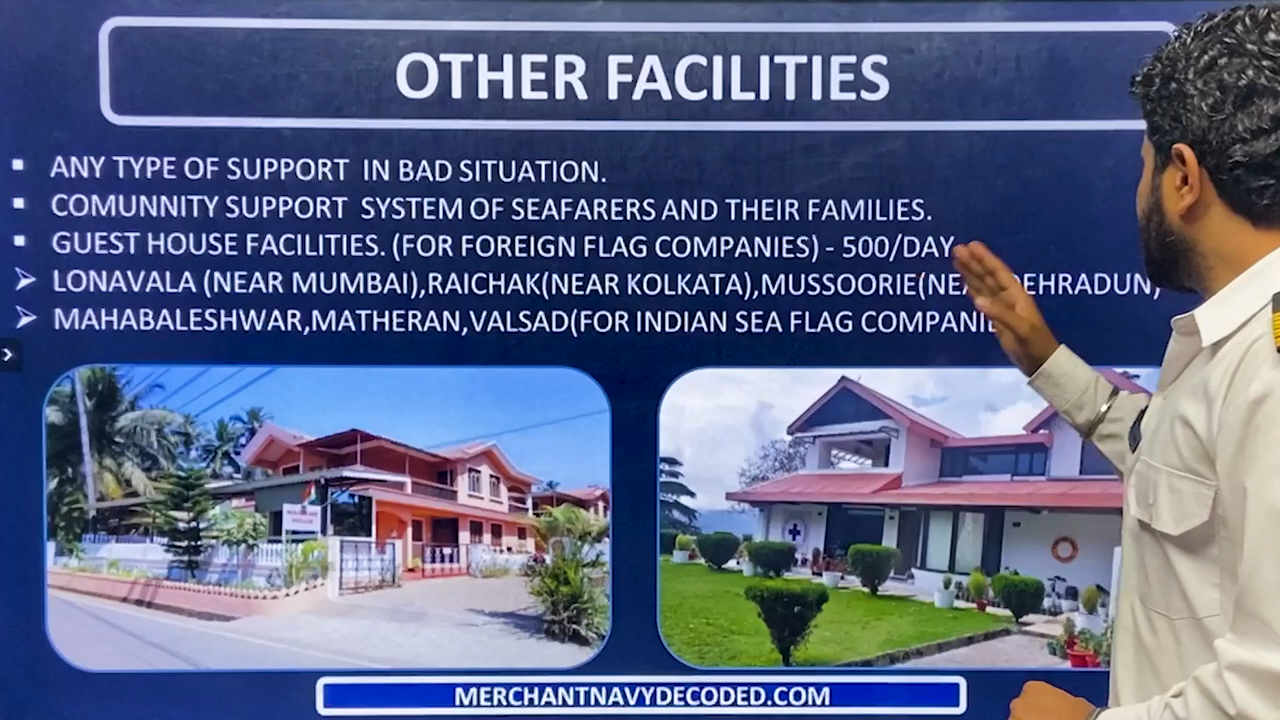 OTHER FACILITIES
ANY TYPE OF SUPPORT IN BAD SITUATION.
COMUNNITY SUPPORT SYSTEM OF SEAFARERS AND THEIR FAMILIES.
GUEST HOUSE FACILITIES. (FOR FOREIGN FLAG COMPANIES) - 500/DAY
LONAVALA (NEAR MUMBAI),RAICHAK(NEAR KOLKATA),MUSSOORIE(NEA EHRADUN,
MAHABALESHWAR,MATHERAN,VALSAD(FOR INDIAN SEA FLAG COMPANIE
MERCHANTNAVYDECODED.COM